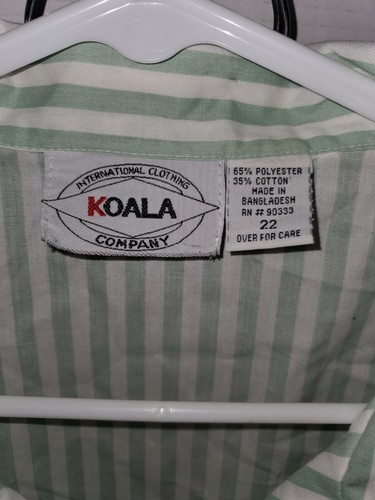 INTERNATIONAL CLOTHING
KOALA
COMPANY
65% POLYESTER
35% COTTON
MADE IN
BANGLADESH
RN # 90333
22
OVER FOR CARE